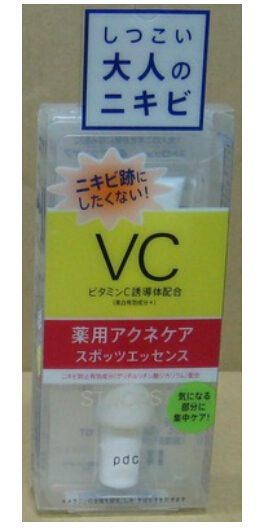 しつこい
大人の
ニキビ
ニキビ跡に
したくない!
VC
ビタミンC誘導体配合
薬用アクネケア
スポッツエッセンス
気になる
部分に
集中ケア!
pdc